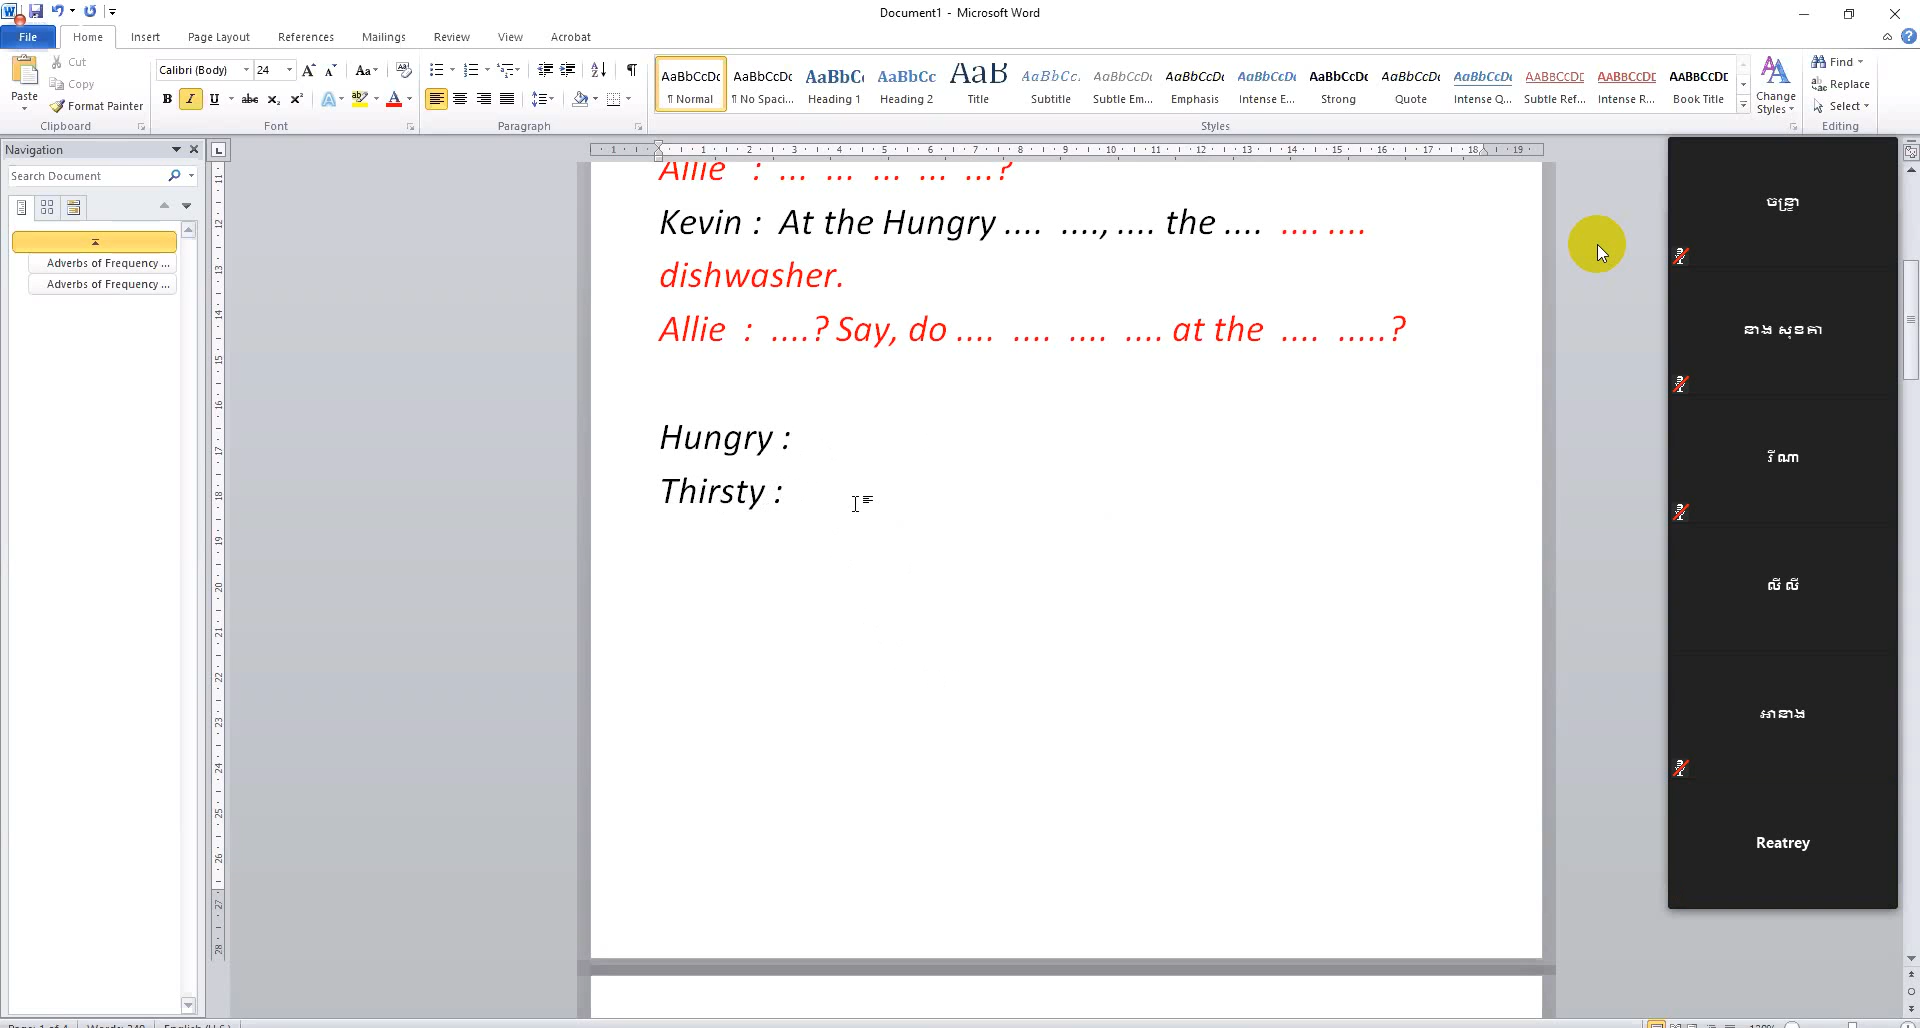 Document1 - Microsoft Word
File Home Insert Page Layout References Mailings Review View Acrobat
Paste
Cut
Copy
Format Painter
Clipboard
Calibri (Body) 24
Font
Paragraph
AaBbCcDc AaBbCcDc AaBbCc AaBbCc AaB AaBbCc. AaBbCcDc AaBbCcDc AaBbCcDc AaBbCcDc AaBbCcDc AaBbCcDc AABBCCDE AABBCCDE AABBCCDE
¶ Normal ¶ No Spaci... Heading 1 Heading 2 Title Subtitle Subtle Em... Emphasis Intense E... Strong Quote Intense Q... Subtle Ref... Intense R... Book Title
Change Styles
Styles
Find
Replace
Select
Editing
Navigation
Search Document
Adverbs of Frequency ...
Adverbs of Frequency ...
Allie : ... ... ... ... ...?
Kevin : At the Hungry .... ...., .... the .... .... ....
dishwasher.
Allie : ....? Say, do .... .... .... .... at the .... .....?
Hungry :
Thirsty :
ចន្ទ្រា
នាង សុខគា
រីណា
លី លី
អានាង
Reatrey